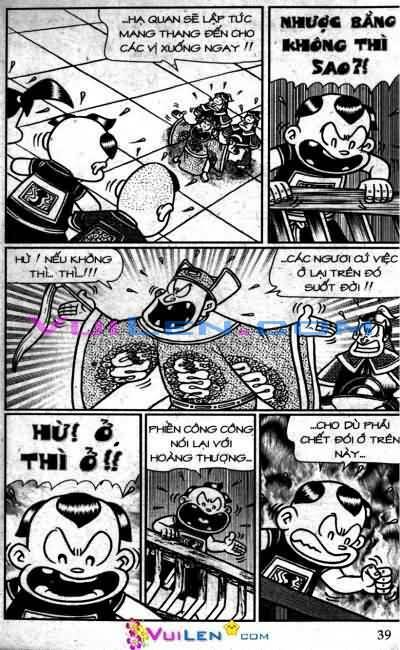 ...HẠ QUAN SẼ LẬP TỨC
MANG THANG ĐẾN CHO
CÁC VỊ XUỐNG NGAY !!
NHƯỢC BẰNG
KHÔNG THÌ
SAO?!
HỪ ! NẾU KHÔNG
THÌ... THÌ...!!!
...CÁC NGƯƠI CỨ VIỆC
Ở LẠI TRÊN ĐÓ
SUỐT ĐỜI !!
VUILEN.COM
HỪ! Ở
THÌ Ở!!
PHIỀN CÔNG CÔNG
NÓI LẠI VỚI
HOÀNG THƯỢNG...
...CHO DÙ PHẢI
CHẾT ĐÓI Ở TRÊN
NÀY...
39
VUILEN.COM